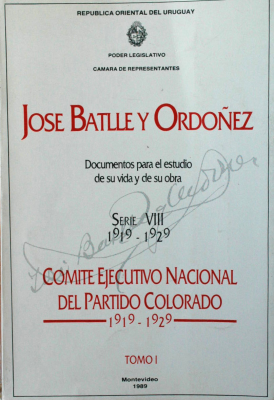 REPUBLICA ORIENTAL DEL URUGUAY
PODER LEGISLATIVO
CAMARA DE REPRESENTANTES
JOSE BATLLE Y ORDOÑEZ
Documentos para el estudio
de su vida y de su obra
SERIE VIII
1919 - 1929
COMITE EJECUTIVO NACIONAL
DEL PARTIDO COLORADO
1919 - 1929
TOMO I
Montevideo
1989